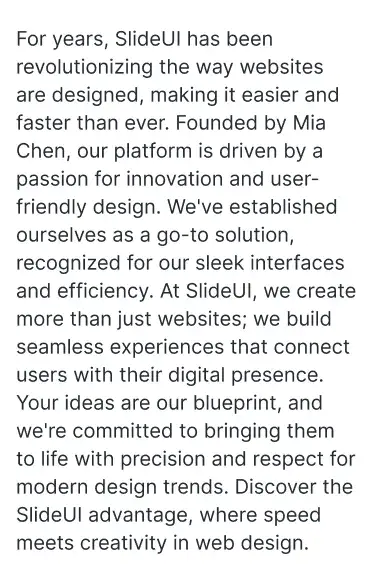 For years, SlideUI has been
revolutionizing the way websites
are designed, making it easier and
faster than ever. Founded by Mia
Chen, our platform is driven by a
passion for innovation and user-
friendly design. We've established
ourselves as a go-to solution,
recognized for our sleek interfaces
and efficiency. At SlideUI, we create
more than just websites; we build
seamless experiences that connect
users with their digital presence.
Your ideas are our blueprint, and
we're committed to bringing them
to life with precision and respect for
modern design trends. Discover the
SlideUI advantage, where speed
meets creativity in web design.